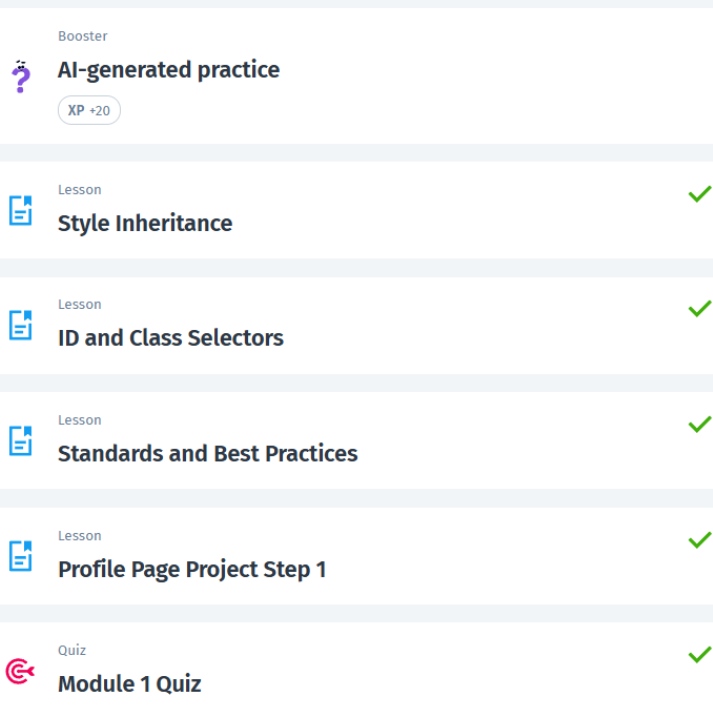 Booster
AI-generated practice
XP +20
Lesson
Style Inheritance
Lesson
ID and Class Selectors
Lesson
Standards and Best Practices
Lesson
Profile Page Project Step 1
Quiz
Module 1 Quiz